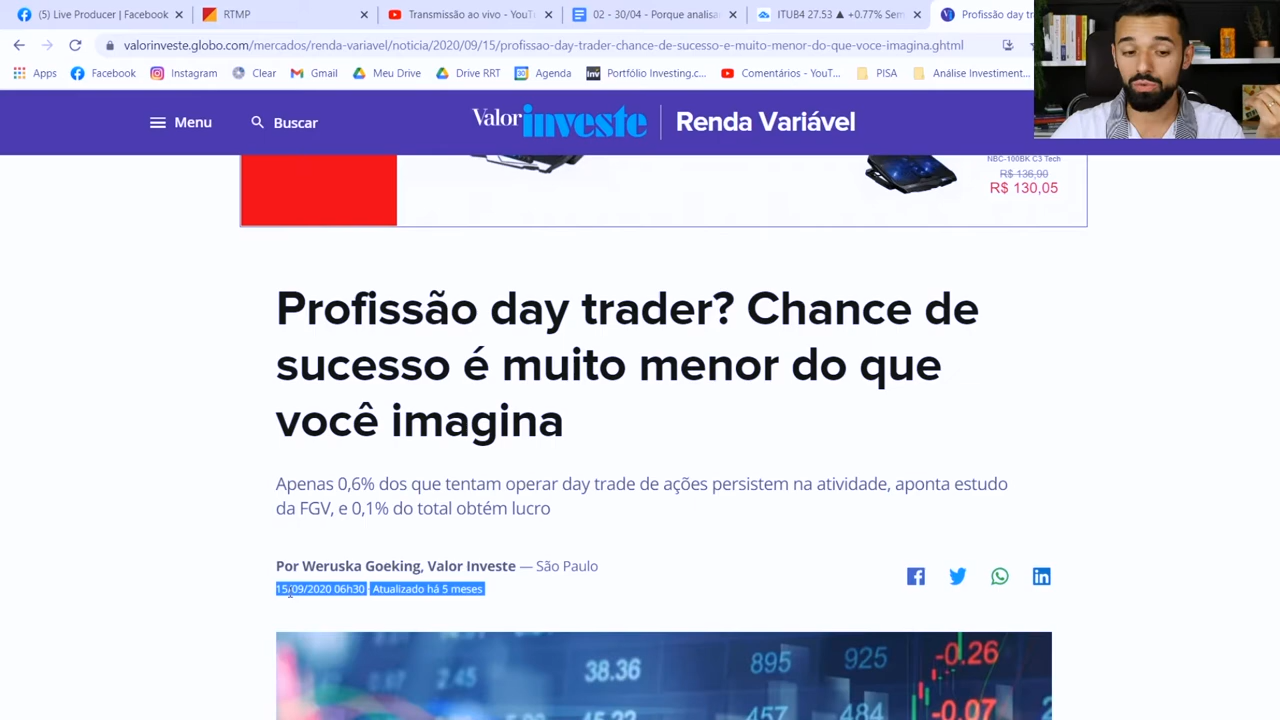 (5) Live Producer | Facebook
RTMP
Transmissão ao vivo - YouTu
02 - 30/04 - Porque analisa
ITUB4 27.53 ▲ +0.77% Sem
Profissão day tr
valorinveste.globo.com/mercados/renda-variavel/noticia/2020/09/15/profissao-day-trader-chance-de-sucesso-e-muito-menor-do-que-voce-imagina.ghtml
Apps
Facebook
Instagram
Clear
Gmail
Meu Drive
Drive RRT
Agenda
Inv
Portfólio Investing.c...
Comentários - YouT...
PISA
Análise Investiment...
Menu
Buscar
Valor investe
Renda Variável
NBC-100BK C3 Tech
R$ 136,90
R$ 130,05
Profissão day trader? Chance de
sucesso é muito menor do que
você imagina
Apenas 0,6% dos que tentam operar day trade de ações persistem na atividade, aponta estudo
da FGV, e 0,1% do total obtém lucro
Por Weruska Goeking, Valor Investe — São Paulo
15/09/2020 06h30 Atualizado há 5 meses
38.36
895
925
-0.26
457
484
-0.07